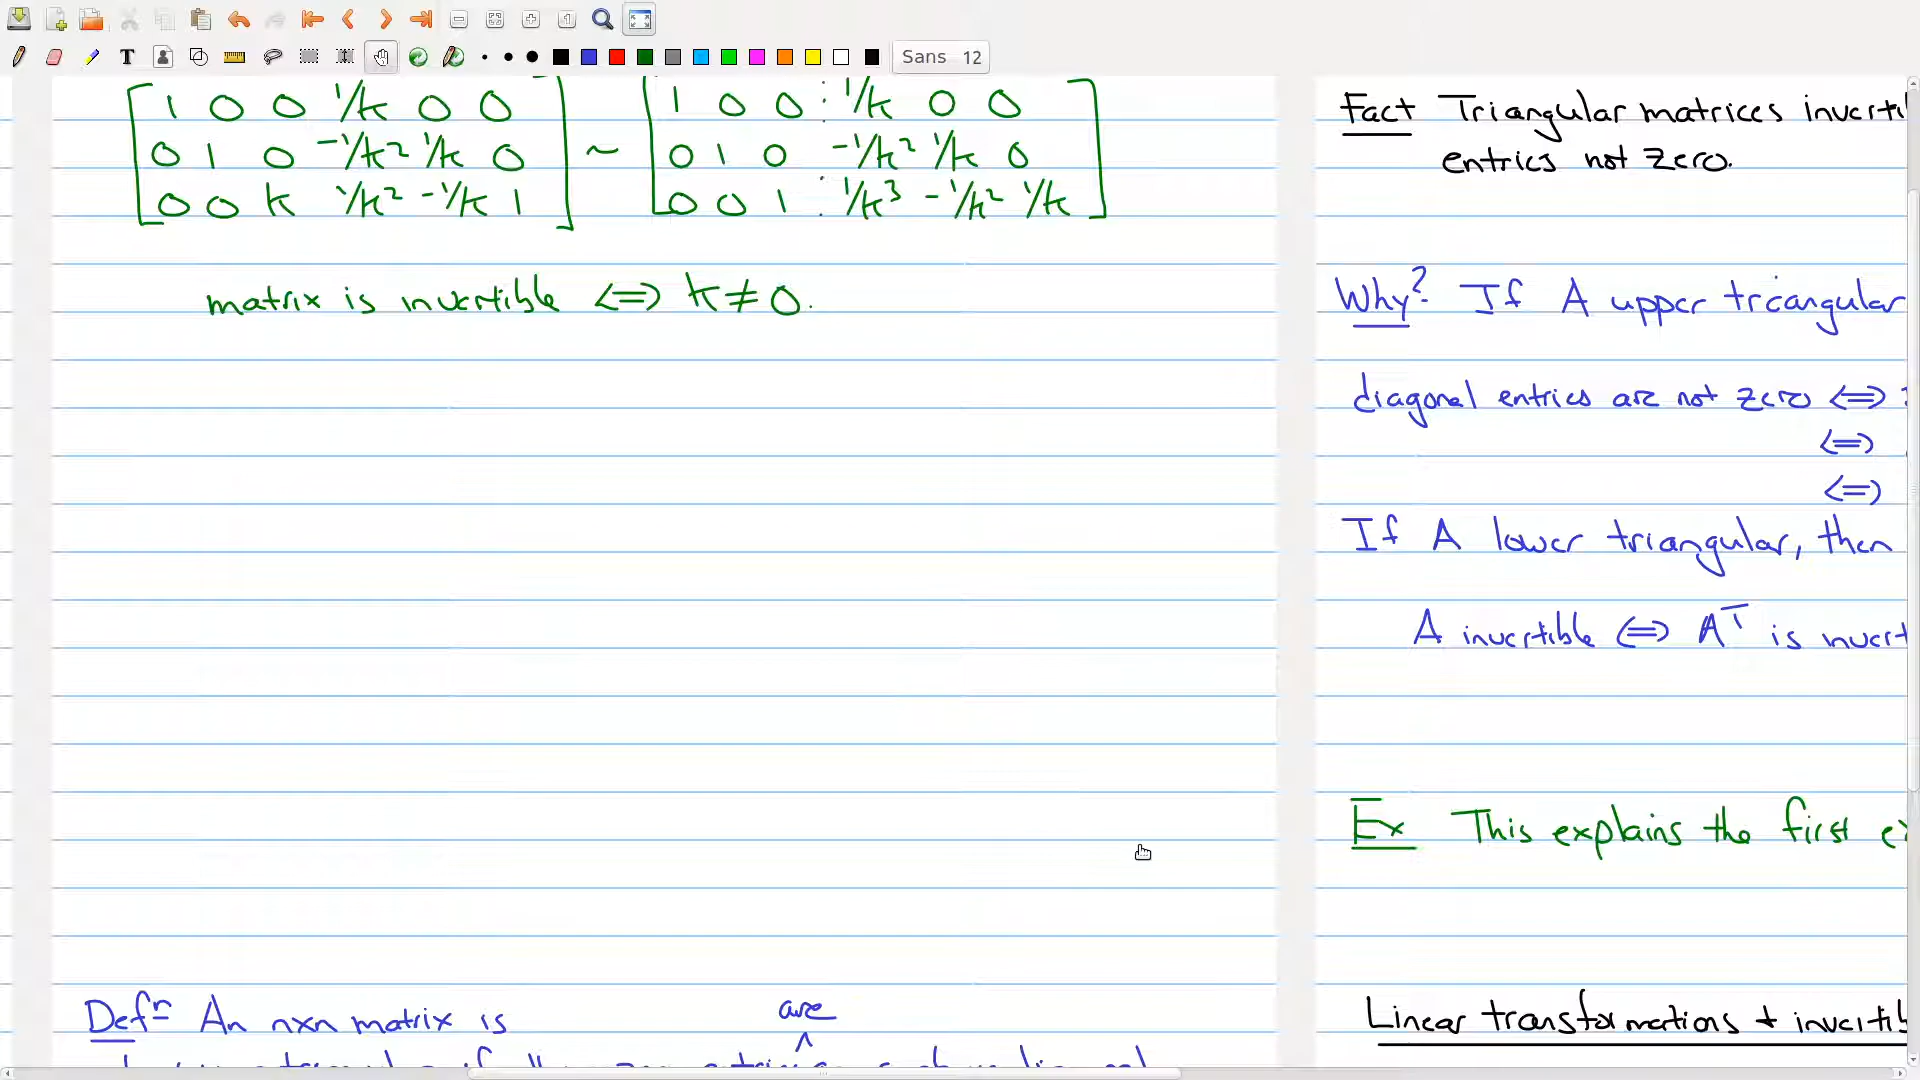 Sans 12
1 0 0 1/k 0 0
0 1 0 -1/k² 1/k 0
0 0 k 1/k² -1/k 1
~
1 0 0 ⋮ 1/k 0 0
0 1 0 -1/k² 1/k 0
0 0 1 ⋮ 1/k³ -1/k² 1/k
matrix is invertible <=> k≠0.
Defⁿ An nxn matrix is are
Fact Triangular matrices inverti
entries not zero.
Why? If A upper triangular
diagonal entries are not zero <=>
<=>
<=>
If A lower triangular, then
A invertible <=> Aᵀ is invert
Ex This explains the first ex
Linear transformations + invertib